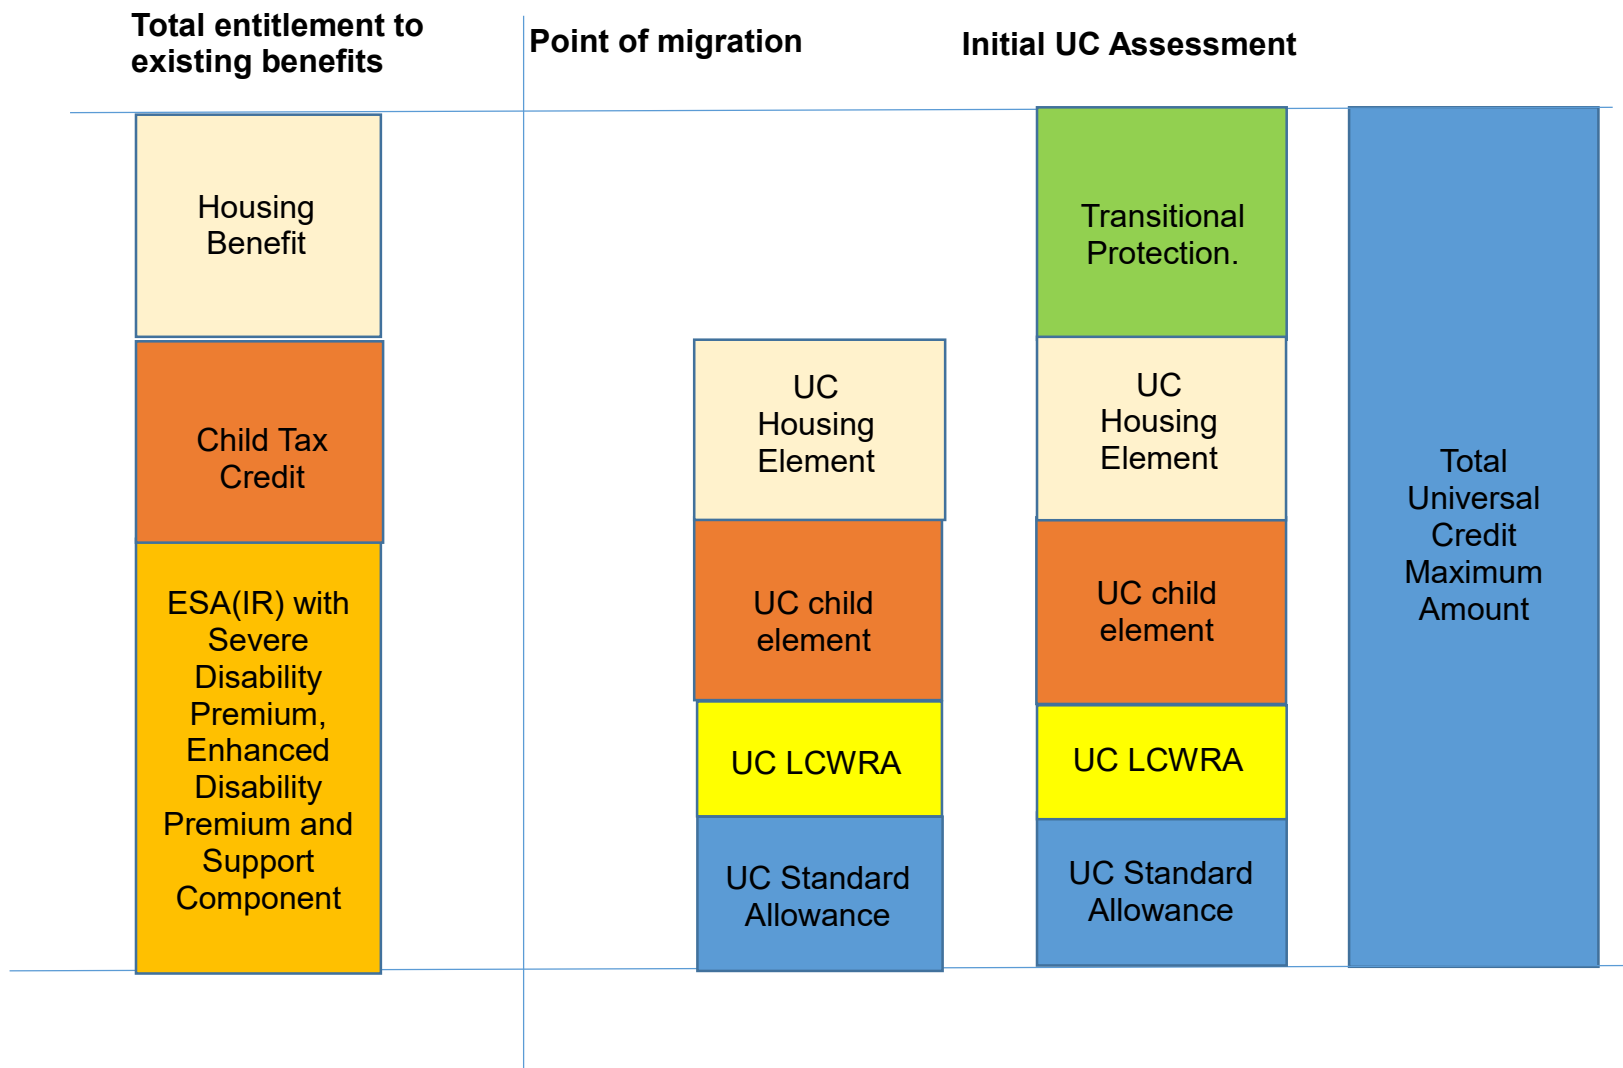 Total entitlement to
existing benefits
Point of migration
Initial UC Assessment
Housing
Benefit
Child Tax
Credit
ESA(IR) with
Severe
Disability
Premium,
Enhanced
Disability
Premium and
Support
Component
UC
Housing
Element
UC child
element
UC LCWRA
UC Standard
Allowance
Transitional
Protection.
UC
Housing
Element
UC child
element
UC LCWRA
UC Standard
Allowance
Total
Universal
Credit
Maximum
Amount